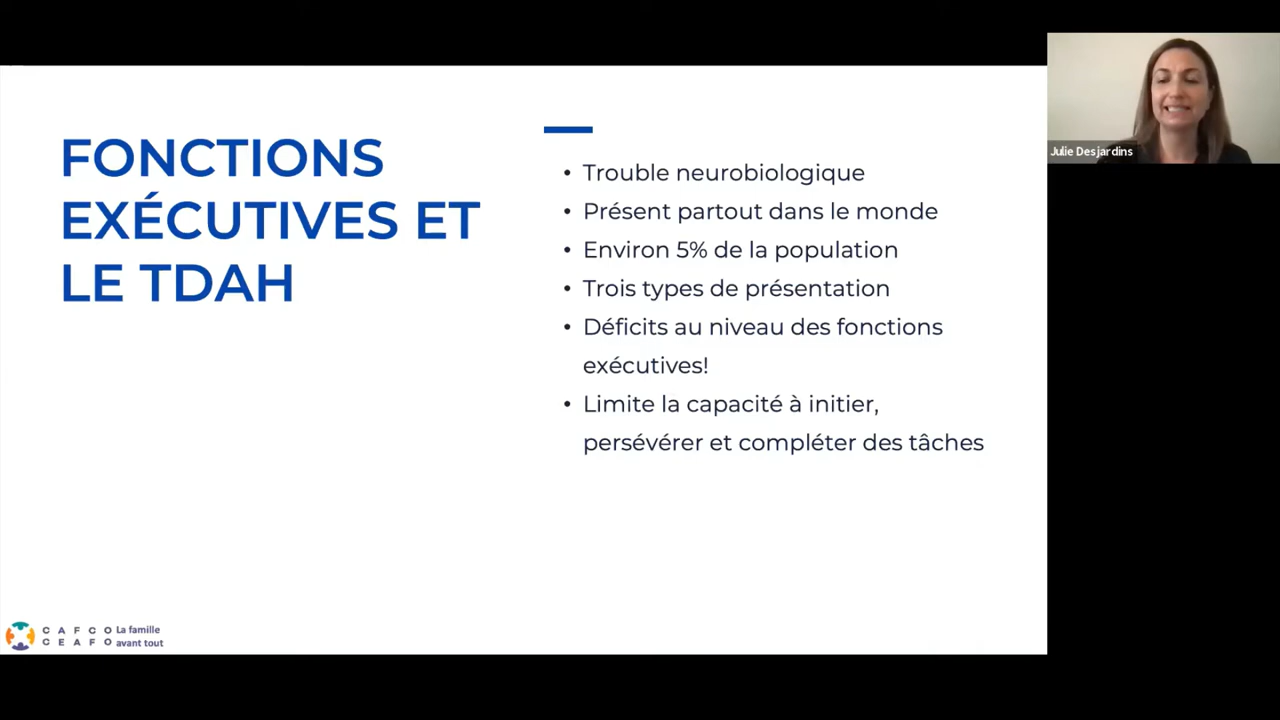 FONCTIONS
EXÉCUTIVES ET
LE TDAH
• Trouble neurobiologique
• Présent partout dans le monde
• Environ 5% de la population
• Trois types de présentation
• Déficits au niveau des fonctions
exécutives!
• Limite la capacité à initier,
persévérer et compléter des tâches
Julie Desjardins
CAFCO La famille
CEAFO avant tout